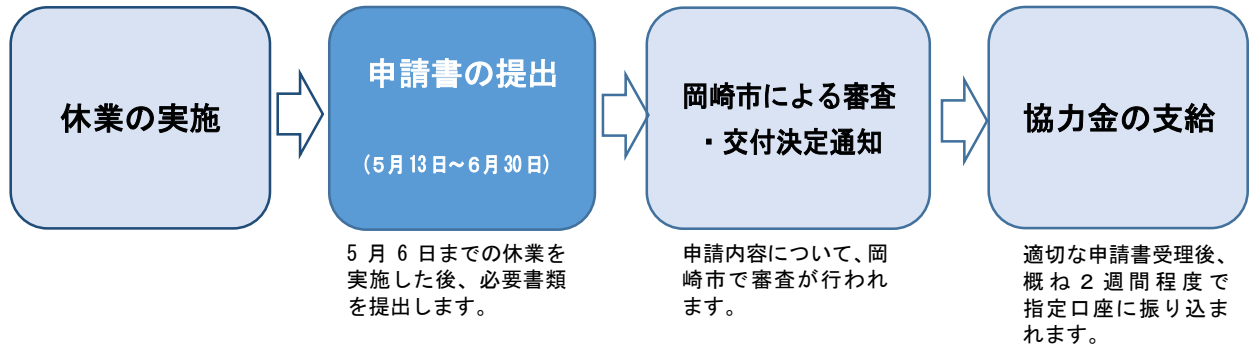 休業の実施
申請書の提出
(５月13日～６月30日)
岡崎市による審査
・交付決定通知
協力金の支給
5 月 6 日までの休業を
実施した後、必要書類
を提出します。
申請内容について、岡
崎市で審査が行われ
ます。
適切な申請書受理後、
概ね２週間程度で
指定口座に振り込ま
れます。